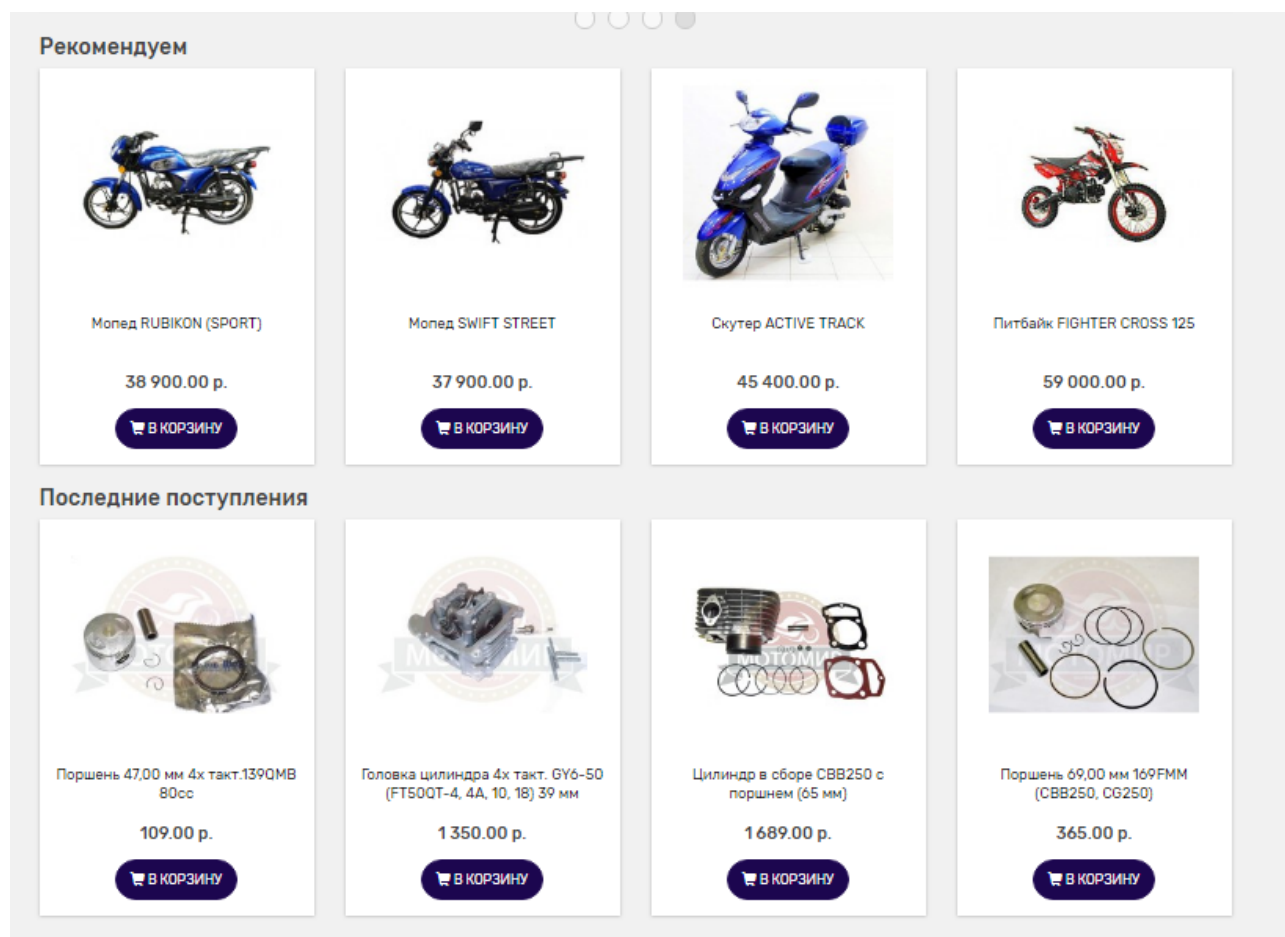 Рекомендуем
Мопед RUBIKON (SPORT)
Мопед SWIFT STREET
Скутер ACTIVE TRACK
Питбайк FIGHTER CROSS 125
38 900.00 р.
37 900.00 р.
45 400.00 р.
59 000.00 р.
В КОРЗИНУ
В КОРЗИНУ
В КОРЗИНУ
В КОРЗИНУ
Последние поступления
МОТОМИР
МОТОМИР
МОТОМИР
МОТОМИР
Поршень 47,00 мм 4х такт.139QMB
80cc
Головка цилиндра 4х такт. GY6-50
(FT50QT-4, 4A, 10, 18) 39 мм
Цилиндр в сборе CBB250 с
поршнем (65 мм)
Поршень 69,00 мм 169FMM
(CBB250, CG250)
109.00 р.
1 350.00 р.
1 689.00 р.
365.00 р.
В КОРЗИНУ
В КОРЗИНУ
В КОРЗИНУ
В КОРЗИНУ